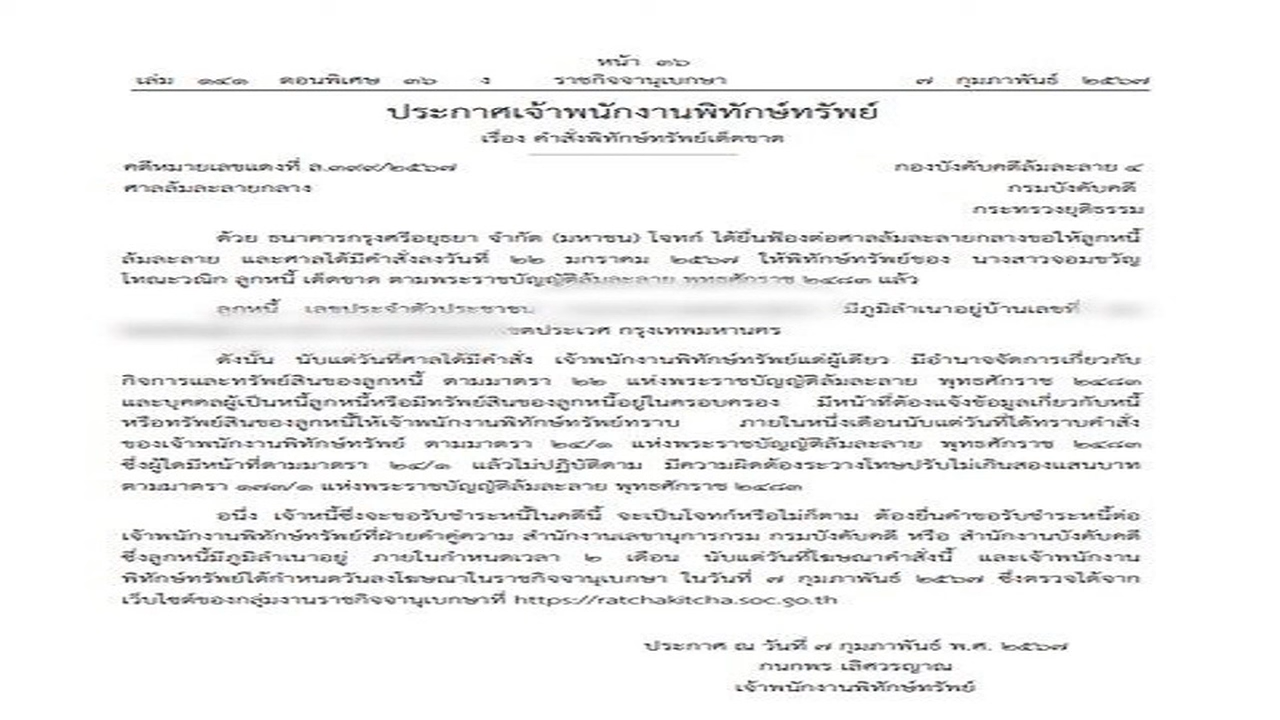 หน้า ๓๖
เล่ม ๑๔๑ ตอนพิเศษ ๓๖ ง ราชกิจจานุเบกษา ๗ กุมภาพันธ์ ๒๕๖๗
ประกาศเจ้าพนักงานพิทักษ์ทรัพย์
เรื่อง คำสั่งพิทักษ์ทรัพย์เด็ดขาด
คดีหมายเลขแดงที่ ล.๓๙๙/๒๕๖๗ กองบังคับคดีล้มละลาย ๔
ศาลล้มละลายกลาง กรมบังคับคดี
กระทรวงยุติธรรม
ด้วย ธนาคารกรุงศรีอยุธยา จำกัด (มหาชน) โจทก์ ได้ยื่นฟ้องต่อศาลล้มละลายกลางขอให้ลูกหนี้
ล้มละลาย และศาลได้มีคำสั่งลงวันที่ ๒๒ มกราคม ๒๕๖๗ ให้พิทักษ์ทรัพย์ของ นางสาวจอมขวัญ
โทณะวณิก ลูกหนี้ เด็ดขาด ตามพระราชบัญญัติล้มละลาย พุทธศักราช ๒๔๘๓ แล้ว
ลูกหนี้ เลขประจำตัวประชาชน มีภูมิลำเนาอยู่บ้านเลขที่
เขตประเวศ กรุงเทพมหานคร
ดังนั้น นับแต่วันที่ศาลได้มีคำสั่ง เจ้าพนักงานพิทักษ์ทรัพย์แต่ผู้เดียว มีอำนาจจัดการเกี่ยวกับ
กิจการและทรัพย์สินของลูกหนี้ ตามมาตรา ๒๒ แห่งพระราชบัญญัติล้มละลาย พุทธศักราช ๒๔๘๓
และบุคคลผู้เป็นหนี้ลูกหนี้หรือมีทรัพย์สินของลูกหนี้อยู่ในครอบครอง มีหน้าที่ต้องแจ้งข้อมูลเกี่ยวกับหนี้
หรือทรัพย์สินของลูกหนี้ให้เจ้าพนักงานพิทักษ์ทรัพย์ทราบ ภายในหนึ่งเดือนนับแต่วันที่ได้ทราบคำสั่ง
ของเจ้าพนักงานพิทักษ์ทรัพย์ ตามมาตรา ๒๔/๑ แห่งพระราชบัญญัติล้มละลาย พุทธศักราช ๒๔๘๓
ซึ่งผู้ใดมีหน้าที่ตามมาตรา ๒๔/๑ แล้วไม่ปฏิบัติตาม มีความผิดต้องระวางโทษปรับไม่เกินสองแสนบาท
ตามมาตรา ๑๗๓/๑ แห่งพระราชบัญญัติล้มละลาย พุทธศักราช ๒๔๘๓
อนึ่ง เจ้าหนี้ซึ่งจะขอรับชำระหนี้ในคดีนี้ จะเป็นโจทก์หรือไม่ก็ตาม ต้องยื่นคำขอรับชำระหนี้ต่อ
เจ้าพนักงานพิทักษ์ทรัพย์ที่ฝ่ายคำคู่ความ สำนักงานเลขานุการกรม กรมบังคับคดี หรือ สำนักงานบังคับคดี
ซึ่งลูกหนี้มีภูมิลำเนาอยู่ ภายในกำหนดเวลา ๒ เดือน นับแต่วันที่โฆษณาคำสั่งนี้ และเจ้าพนักงาน
พิทักษ์ทรัพย์ได้กำหนดวันลงโฆษณาในราชกิจจานุเบกษา ในวันที่ ๗ กุมภาพันธ์ ๒๕๖๗ ซึ่งตรวจได้จาก
เว็บไซต์ของกลุ่มงานราชกิจจานุเบกษาที่ https://ratchakitcha.soc.go.th
ประกาศ ณ วันที่ ๗ กุมภาพันธ์ พ.ศ. ๒๕๖๗
กนกพร เลิศวรญาณ
เจ้าพนักงานพิทักษ์ทรัพย์